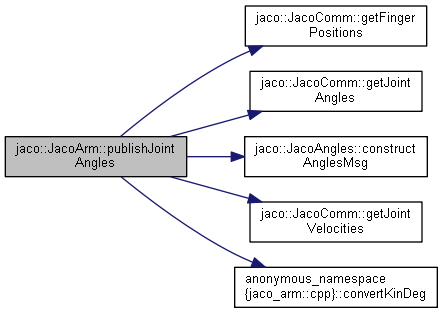 jaco::JacoArm::publishJoint
Angles
jaco::JacoComm::getFinger
Positions
jaco::JacoComm::getJoint
Angles
jaco::JacoAngles::construct
AnglesMsg
jaco::JacoComm::getJoint
Velocities
anonymous_namespace
{jaco_arm::cpp}::convertKinDeg